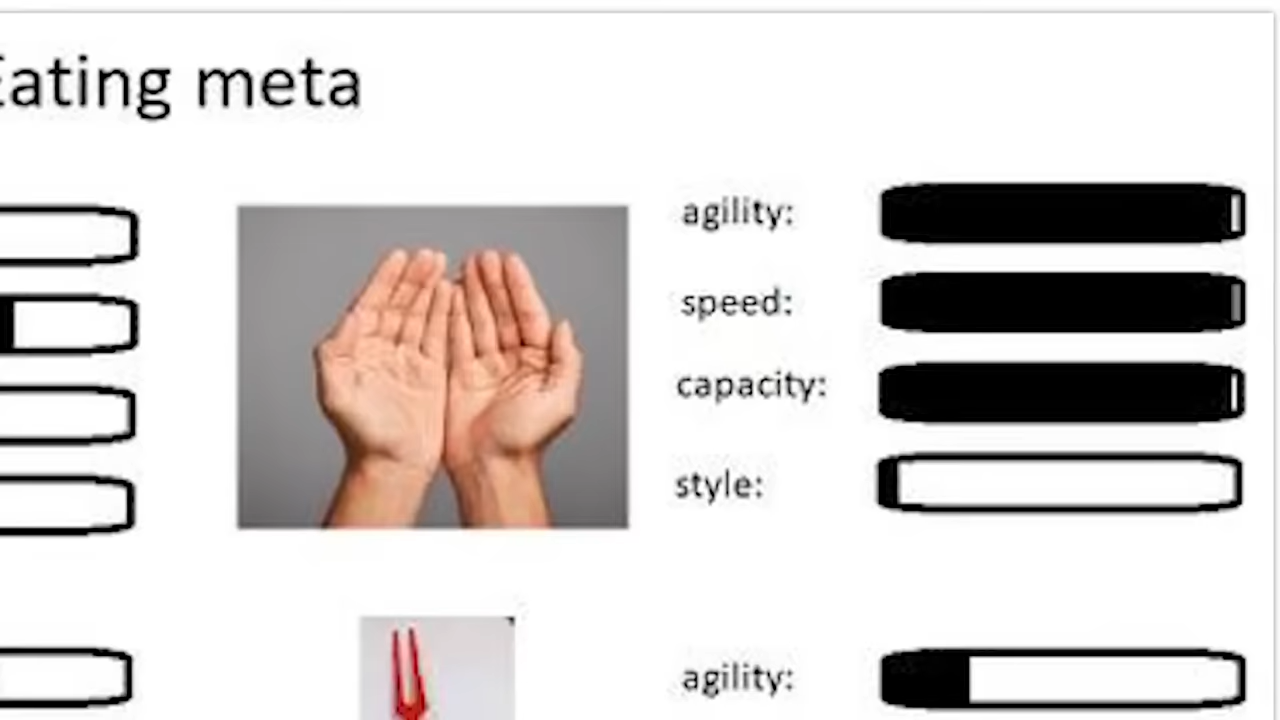 Eating meta
agility:
speed:
capacity:
style:
agility: